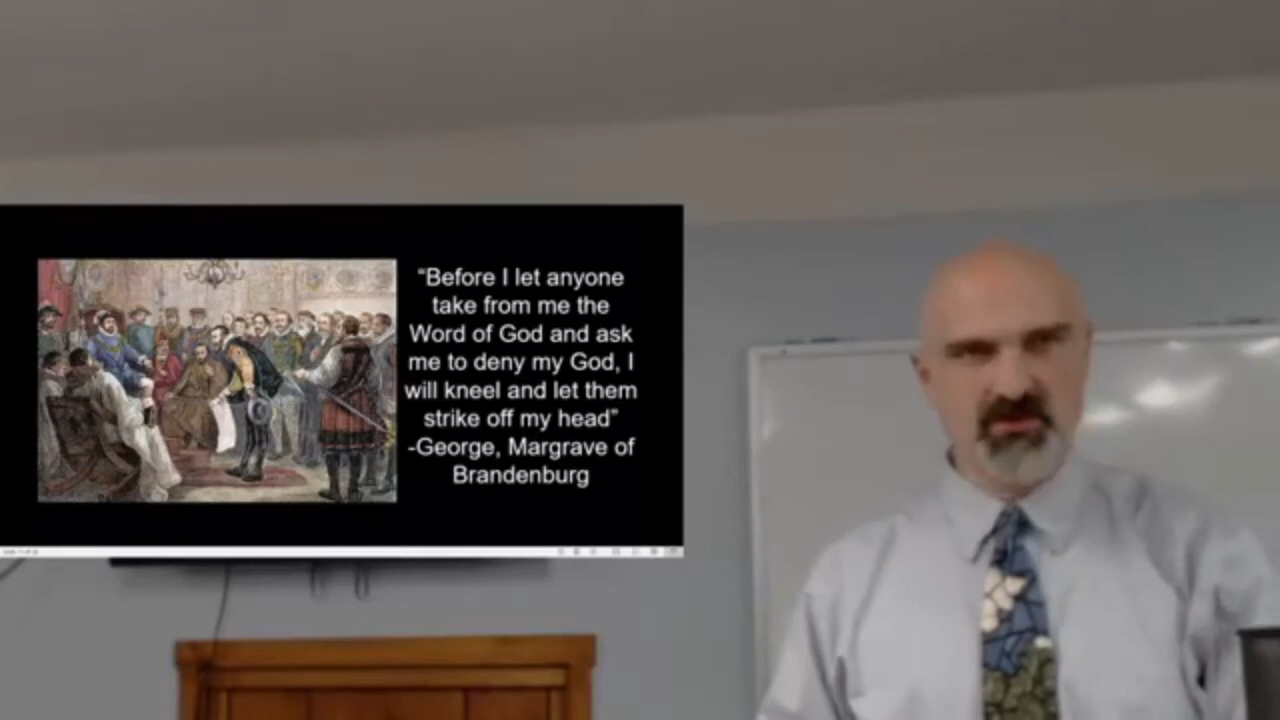 “Before I let anyone
take from me the
Word of God and ask
me to deny my God, I
will kneel and let them
strike off my head”
-George, Margrave of
Brandenburg